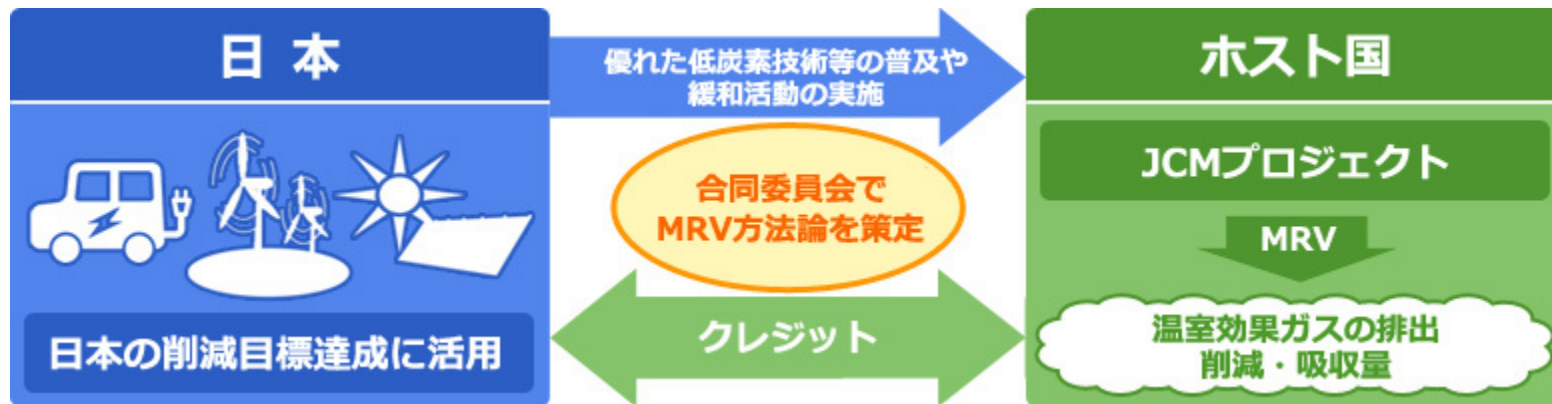 日本
優れた低炭素技術等の普及や
緩和活動の実施
ホスト国
合同委員会で
MRV方法論を策定
JCMプロジェクト
MRV
日本の削減目標達成に活用
クレジット
温室効果ガスの排出
削減・吸収量